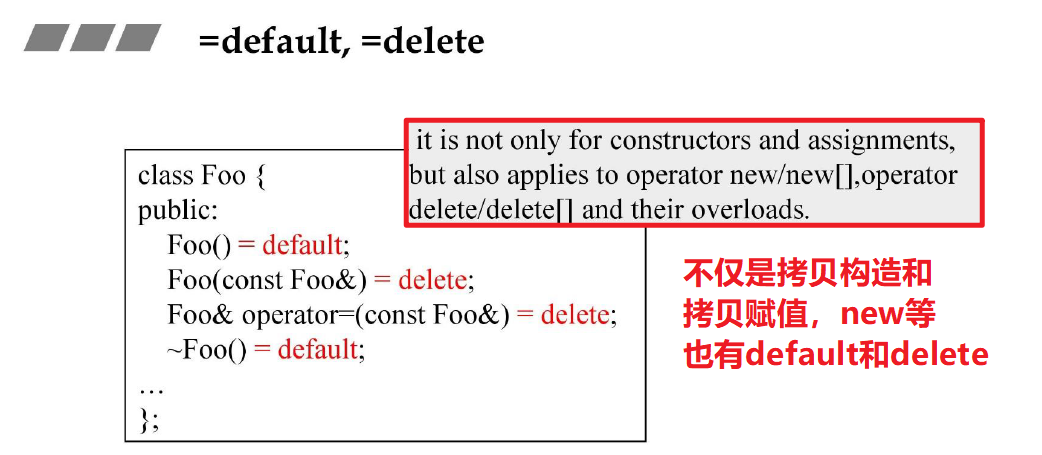 =default, =delete
it is not only for constructors and assignments,
but also applies to operator new/new[],operator
delete/delete[] and their overloads.
class Foo {
public:
Foo() = default;
Foo(const Foo&) = delete;
Foo& operator=(const Foo&) = delete;
~Foo() = default;
…
};
不仅是拷贝构造和
拷贝赋值，new等
也有default和delete